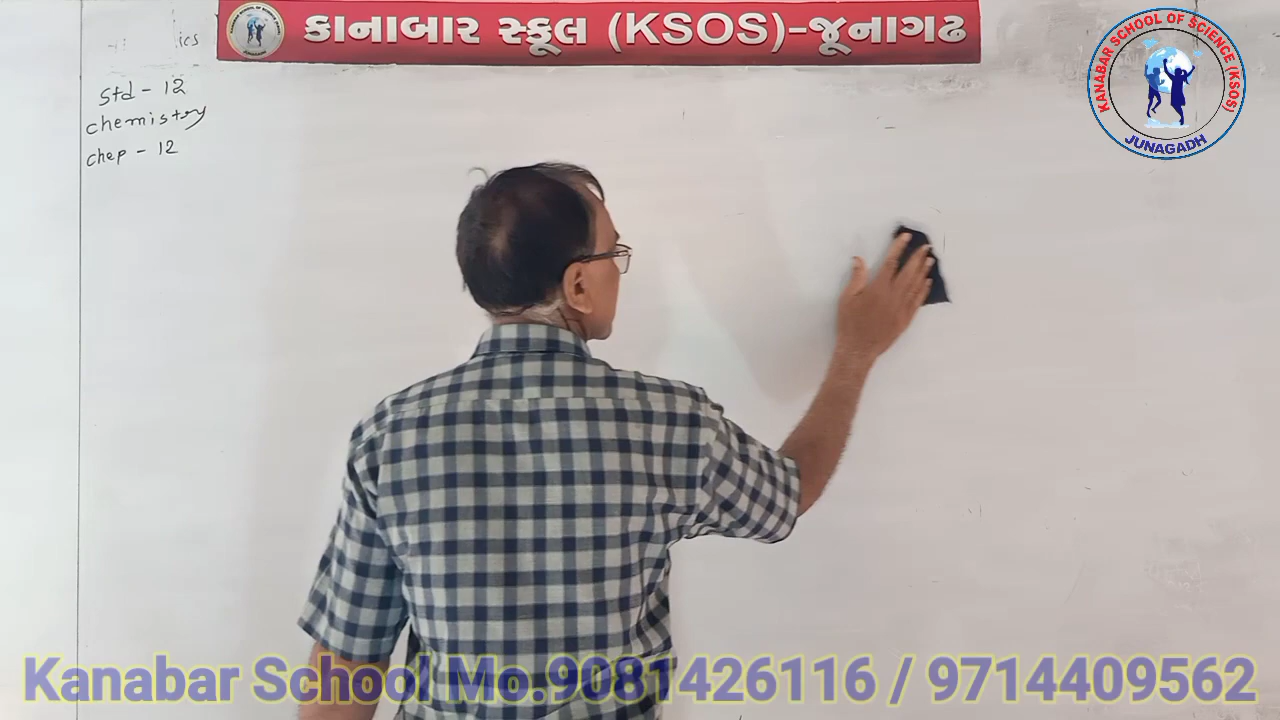 કાનાબાર સ્કૂલ (KSOS)-જૂનાગઢ
KANABAR SCHOOL OF SCIENCE (KSOS)
JUNAGADH
Std - 12
chemistry
chep - 12
Kanabar School Mo.9081426116 / 9714409562